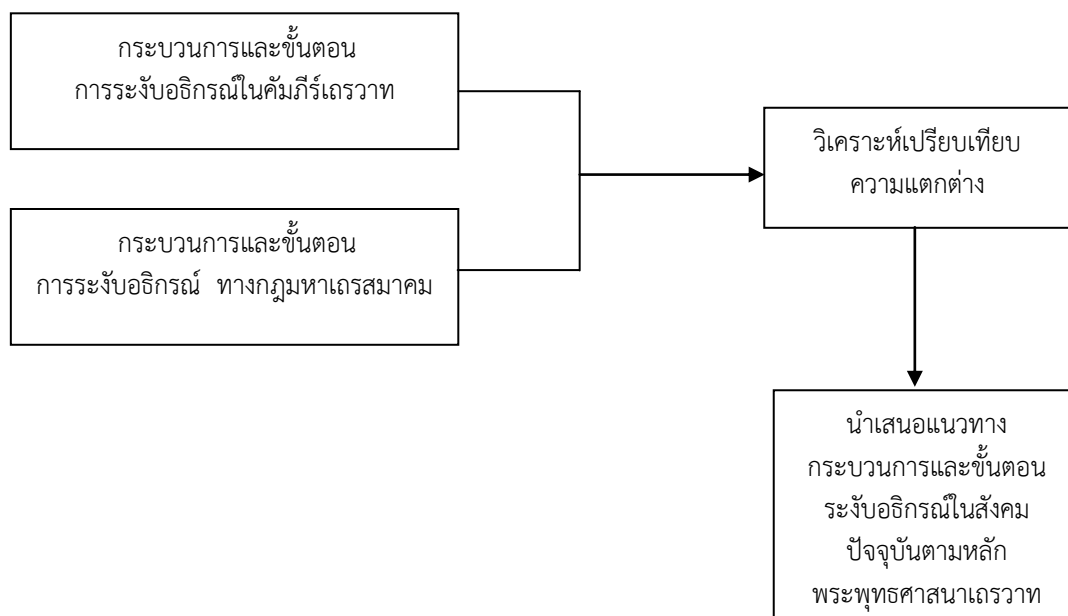 กระบวนการและขั้นตอน
การระงับอธิกรณ์ในคัมภีร์เถรวาท
กระบวนการและขั้นตอน
การระงับอธิกรณ์ ทางกฎมหาเถรสมาคม
วิเคราะห์เปรียบเทียบ
ความแตกต่าง
นำเสนอแนวทาง
กระบวนการและขั้นตอน
ระงับอธิกรณ์ในสังคม
ปัจจุบันตามหลัก
พระพุทธศาสนาเถรวาท